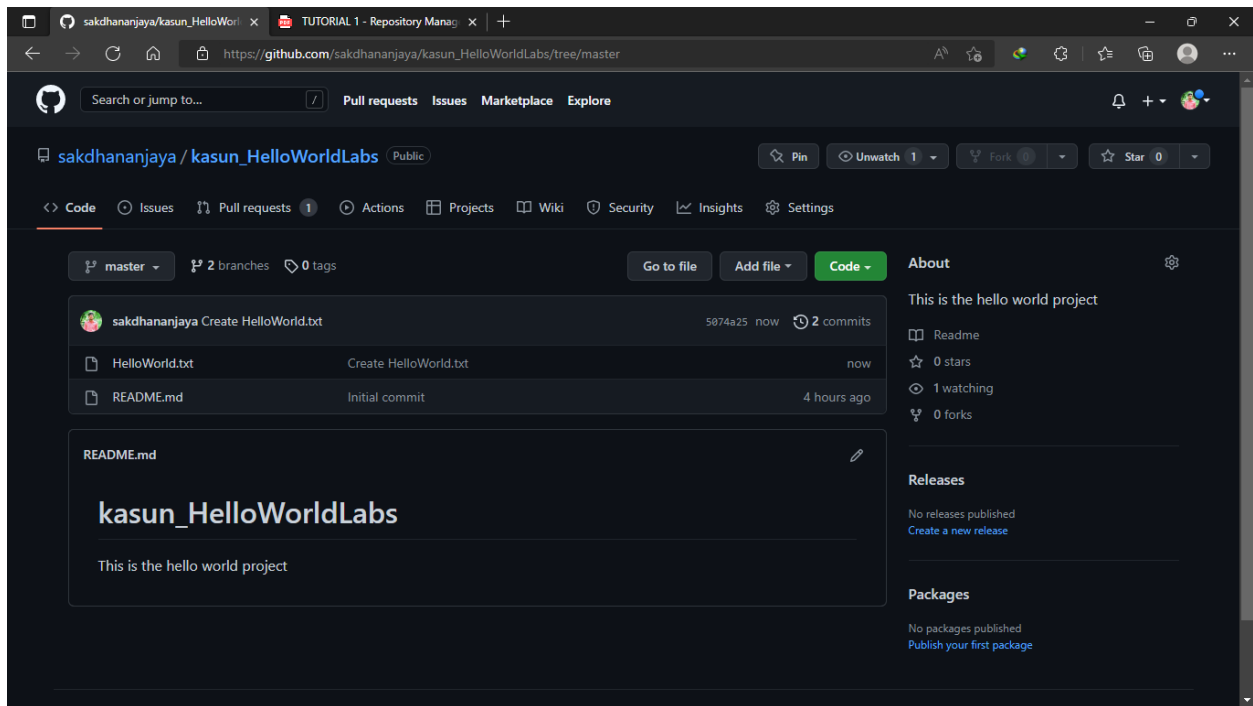 sakdhananjaya/kasun_HelloWorl
TUTORIAL 1 - Repository Manag
https://github.com/sakdhananjaya/kasun_HelloWorldLabs/tree/master
Search or jump to... /
Pull requests Issues Marketplace Explore
sakdhananjaya / kasun_HelloWorldLabs Public
Pin Unwatch 1 Fork 0 Star 0
<> Code Issues Pull requests 1 Actions Projects Wiki Security Insights Settings
master 2 branches 0 tags Go to file Add file Code
sakdhananjaya Create HelloWorld.txt 5074a25 now 2 commits
HelloWorld.txt Create HelloWorld.txt now
README.md Initial commit 4 hours ago
README.md
kasun_HelloWorldLabs
This is the hello world project
About
This is the hello world project
Readme
0 stars
1 watching
0 forks
Releases
No releases published
Create a new release
Packages
No packages published
Publish your first package